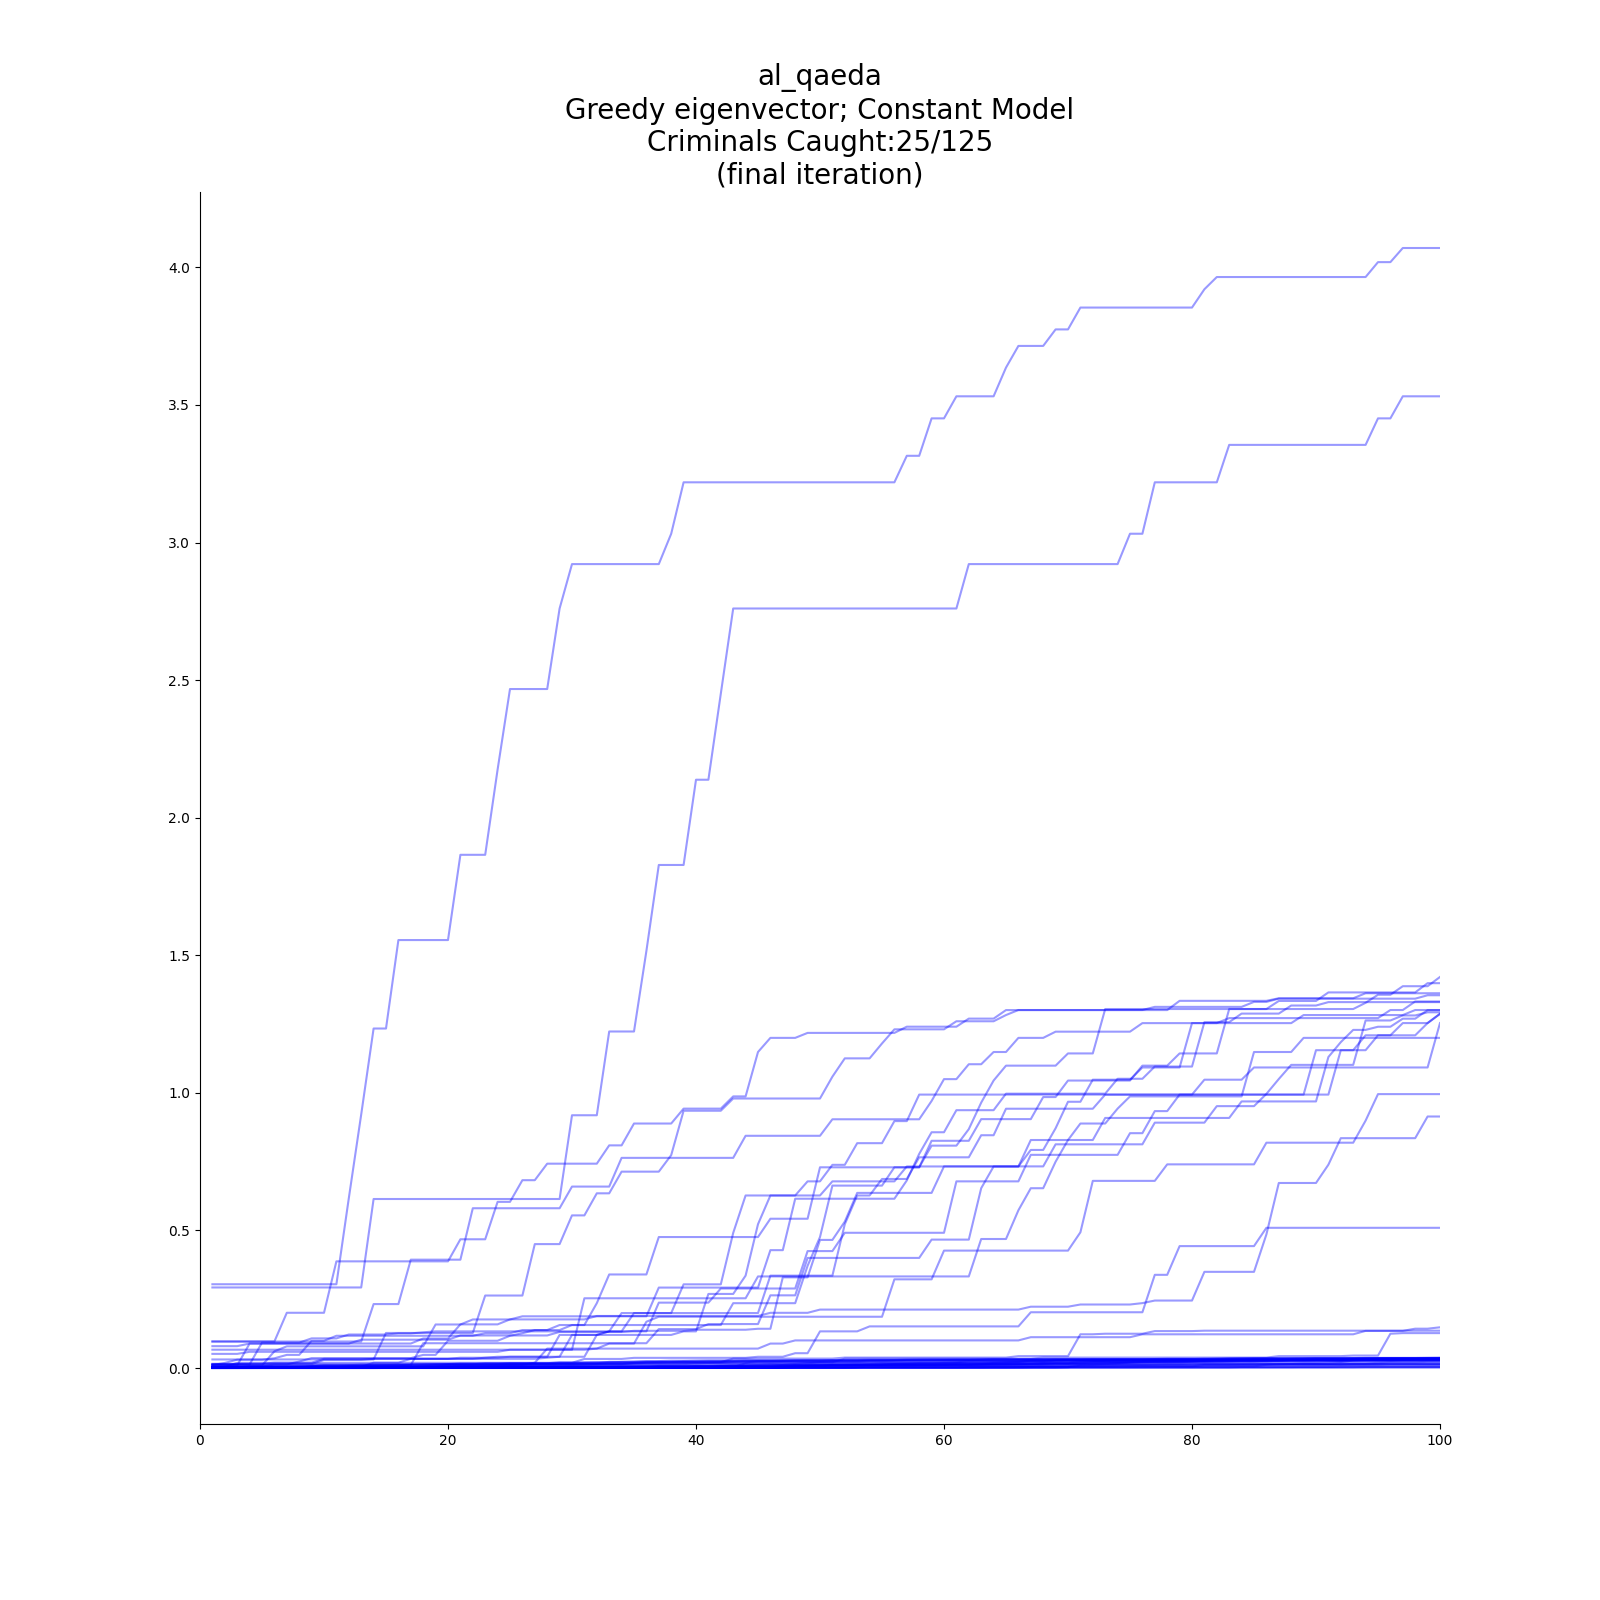 al_qaeda
Greedy eigenvector; Constant Model
Criminals Caught:25/125
(final iteration)
4.0
3.5
3.0
2.5
2.0
1.5
1.0
0.5
0.0
0 20 40 60 80 100